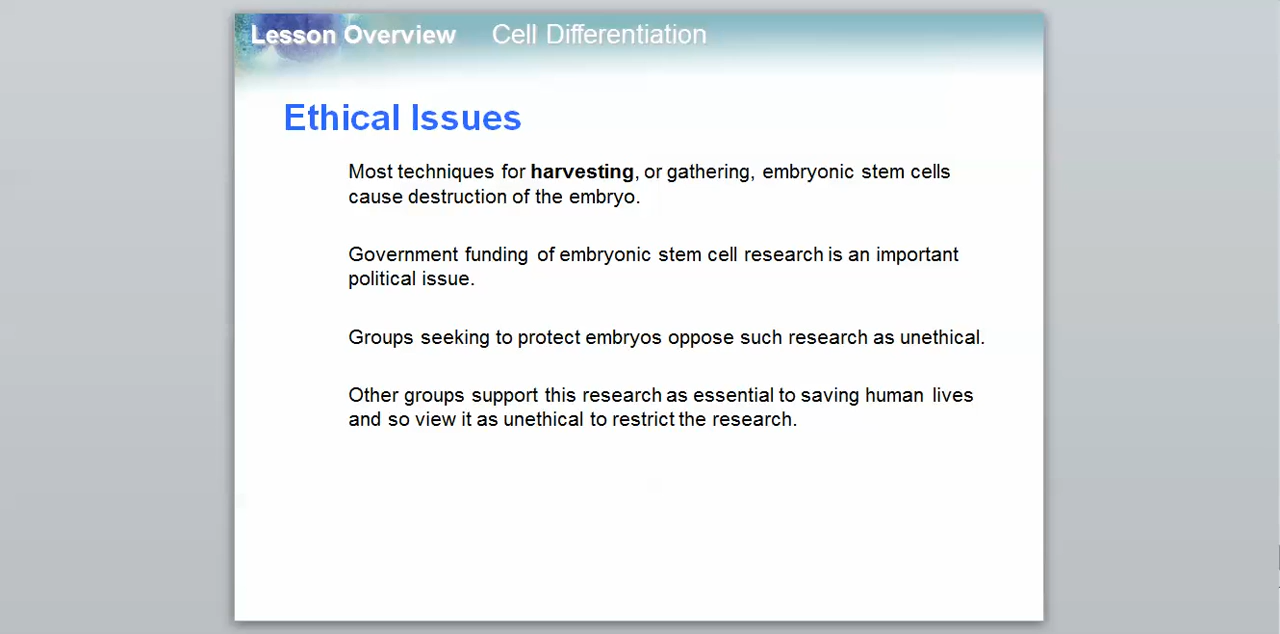 Lesson Overview Cell Differentiation
Ethical Issues
Most techniques for harvesting, or gathering, embryonic stem cells
cause destruction of the embryo.
Government funding of embryonic stem cell research is an important
political issue.
Groups seeking to protect embryos oppose such research as unethical.
Other groups support this research as essential to saving human lives
and so view it as unethical to restrict the research.